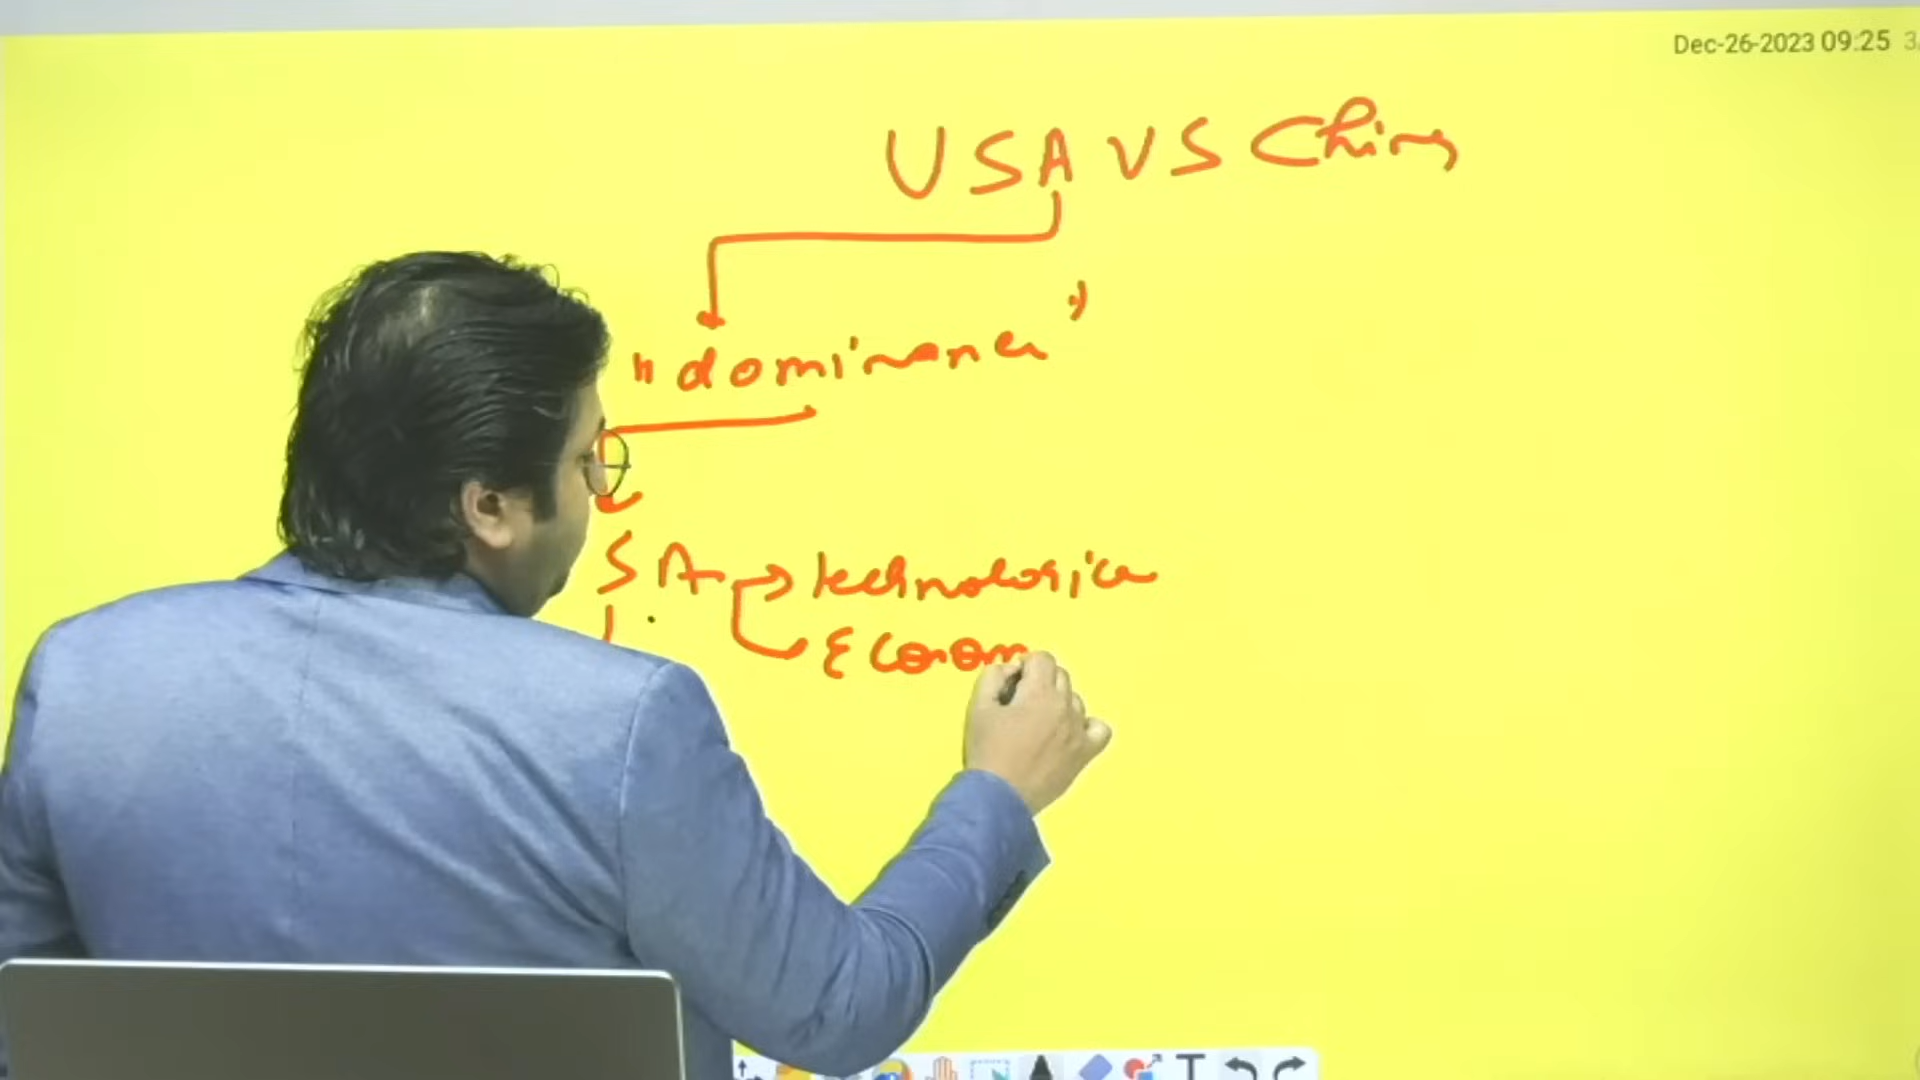 Dec-26-2023 09:25
USA VS China
"dominance"
SA → technological
Econom